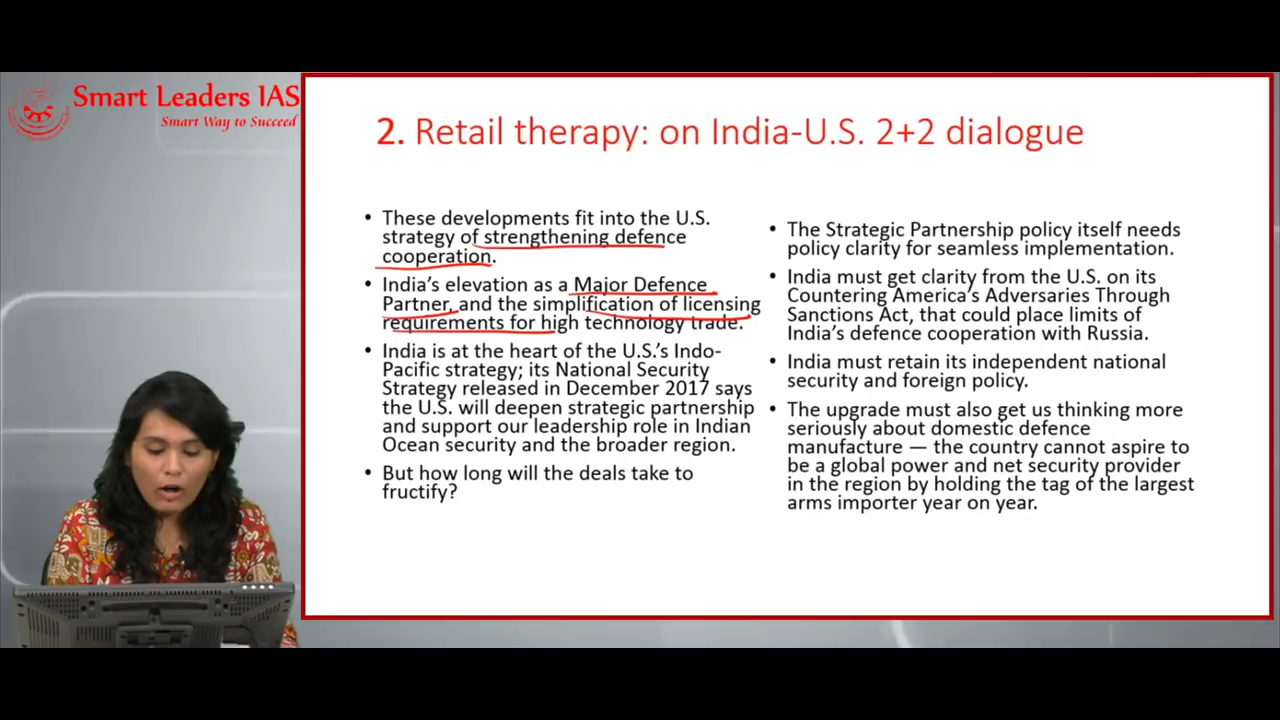 Smart Leaders IAS
Smart Way to Succeed
2. Retail therapy: on India-U.S. 2+2 dialogue
• These developments fit into the U.S.
strategy of strengthening defence
cooperation.
• India's elevation as a Major Defence
Partner, and the simplification of licensing
requirements for high technology trade.
• India is at the heart of the U.S.'s Indo-
Pacific strategy; its National Security
Strategy released in December 2017 says
the U.S. will deepen strategic partnership
and support our leadership role in Indian
Ocean security and the broader region.
• But how long will the deals take to
fructify?
• The Strategic Partnership policy itself needs
policy clarity for seamless implementation.
• India must get clarity from the U.S. on its
Countering America's Adversaries Through
Sanctions Act, that could place limits of
India's defence cooperation with Russia.
• India must retain its independent national
security and foreign policy.
• The upgrade must also get us thinking more
seriously about domestic defence
manufacture — the country cannot aspire to
be a global power and net security provider
in the region by holding the tag of the largest
arms importer year on year.